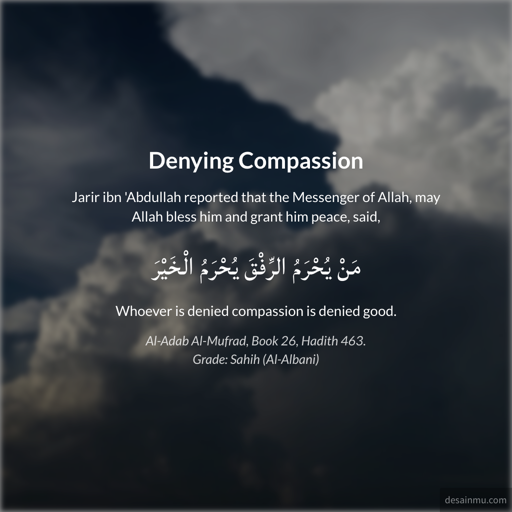 Denying Compassion
Jarir ibn 'Abdullah reported that the Messenger of Allah, may
Allah bless him and grant him peace, said,
مَنْ يُحْرَمُ الرِّفْقَ يُحْرَمُ الْخَيْرَ
Whoever is denied compassion is denied good.
Al-Adab Al-Mufrad, Book 26, Hadith 463.
Grade: Sahih (Al-Albani)
desainmu.com